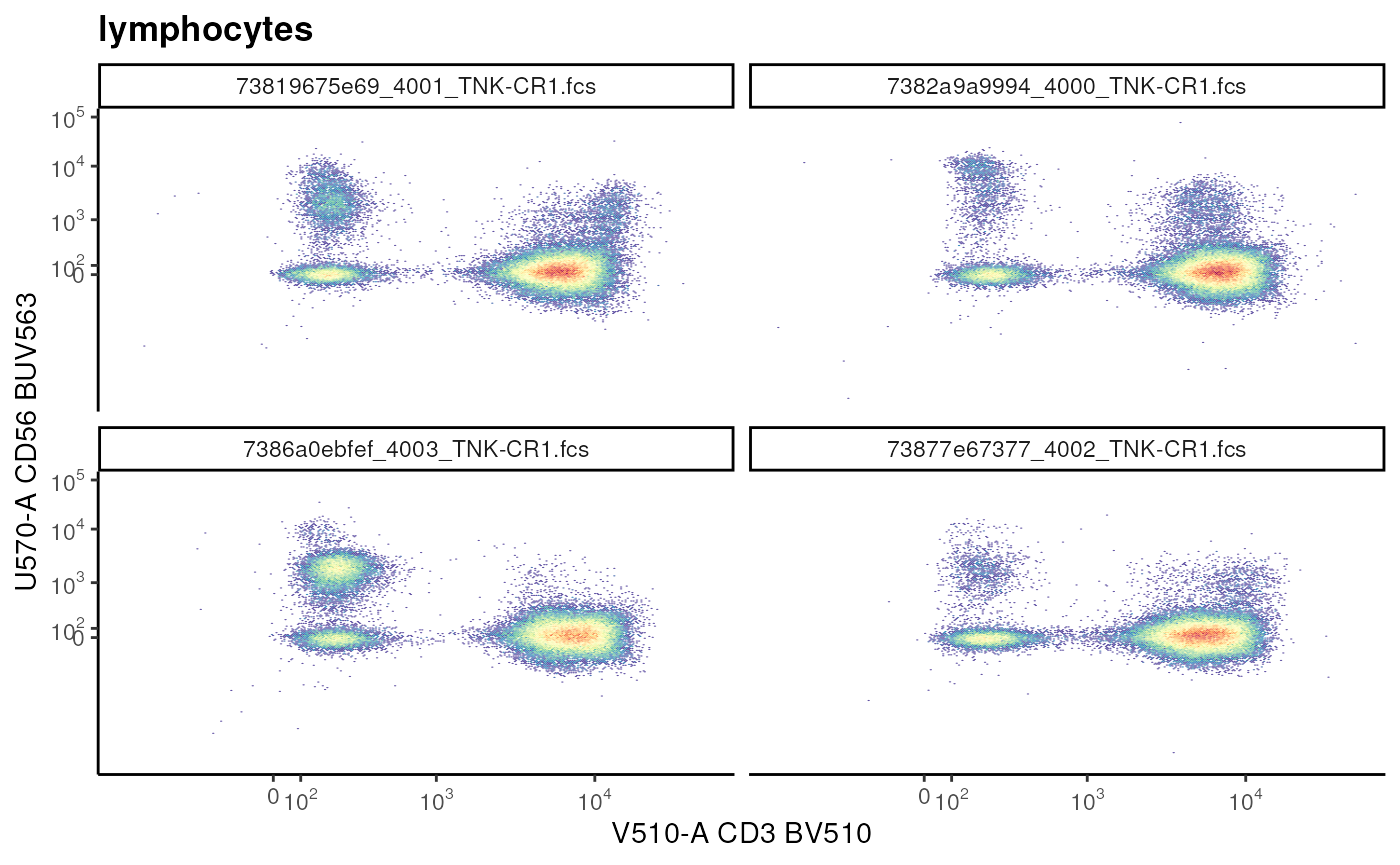 lymphocytes
73819675e69_4001_TNK-CR1.fcs
7382a9a9994_4000_TNK-CR1.fcs
10^5
10^4
10^3
10^2
0
7386a0ebfef_4003_TNK-CR1.fcs
73877e67377_4002_TNK-CR1.fcs
10^5
10^4
10^3
10^2
0
U570-A CD56 BUV563
0 10^2 10^3 10^4
0 10^2 10^3 10^4
V510-A CD3 BV510